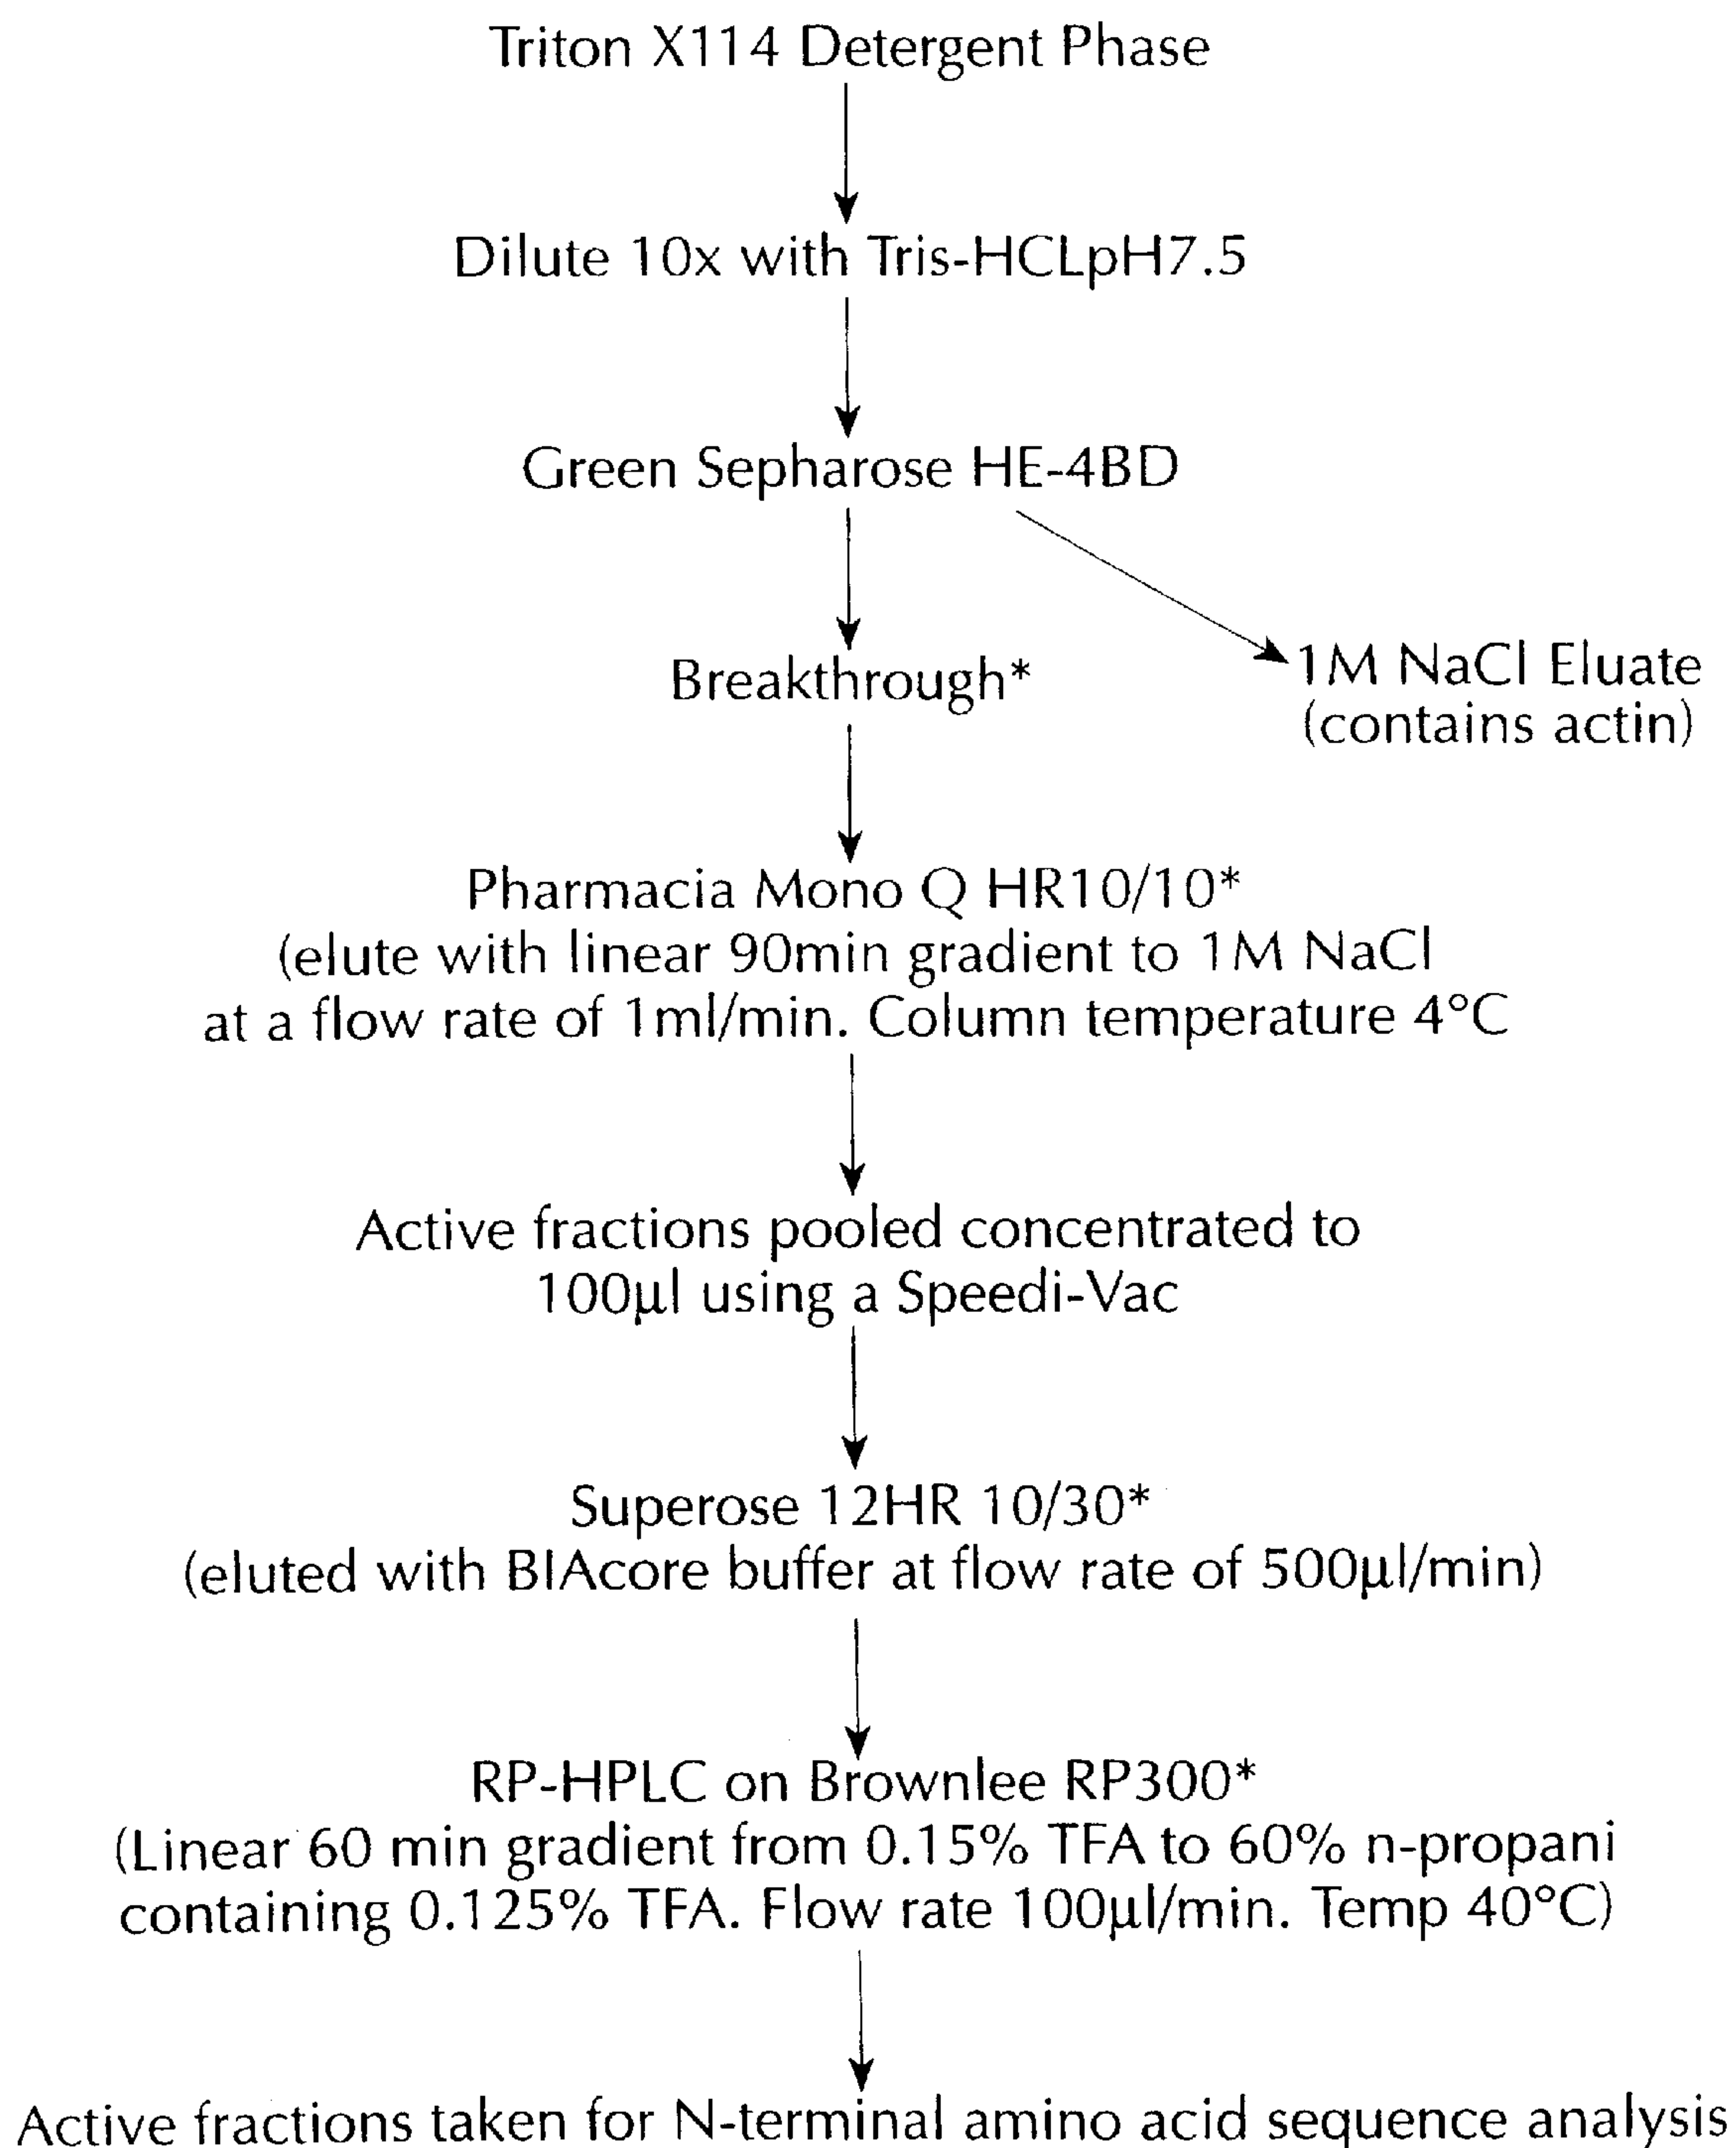 Triton X114 Detergent Phase
Dilute 10x with Tris-HCLpH7.5
Green Sepharose HE-4BD
Breakthrough*
1M NaCl Eluate
(contains actin)
Pharmacia Mono Q HR10/10*
(elute with linear 90min gradient to 1M NaCl
at a flow rate of 1ml/min. Column temperature 4°C
Active fractions pooled concentrated to
100µl using a Speedi-Vac
Superose 12HR 10/30*
(eluted with BIAcore buffer at flow rate of 500µl/min)
RP-HPLC on Brownlee RP300*
(Linear 60 min gradient from 0.15% TFA to 60% n-propani
containing 0.125% TFA. Flow rate 100µl/min. Temp 40°C)
Active fractions taken for N-terminal amino acid sequence analysis